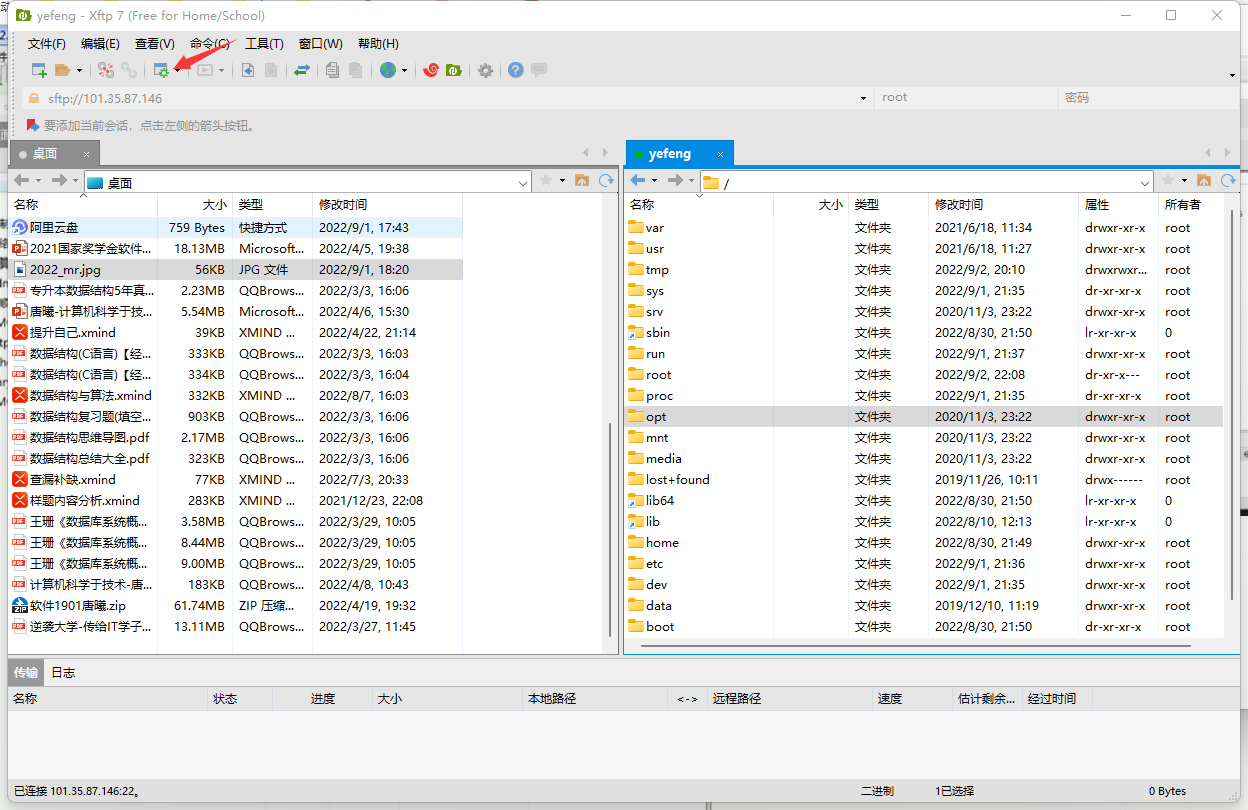 yefeng - Xftp 7 (Free for Home/School)
文件(F) 编辑(E) 查看(V) 命令(C) 工具(T) 窗口(W) 帮助(H)
sftp://101.35.87.146 root 密码
要添加当前会话，点击左侧的箭头按钮。
桌面 × yefeng ×
桌面 /
名称 大小 类型 修改时间
阿里云盘 759 Bytes 快捷方式 2022/9/1, 17:43
2021国家奖学金软件... 18.13MB Microsoft... 2022/4/5, 19:38
2022_mr.jpg 56KB JPG 文件 2022/9/1, 18:20
专升本数据结构5年真... 2.23MB QQBrows... 2022/3/3, 16:06
唐曦-计算机科学于技... 5.54MB Microsoft... 2022/4/6, 15:30
提升自己.xmind 39KB XMIND ... 2022/4/22, 21:14
数据结构(C语言)【经... 333KB QQBrows... 2022/3/3, 16:03
数据结构(C语言)【经... 334KB QQBrows... 2022/3/3, 16:04
数据结构与算法.xmind 332KB XMIND ... 2022/8/7, 16:03
数据结构复习题(填空... 903KB QQBrows... 2022/3/3, 16:06
数据结构思维导图.pdf 2.17MB QQBrows... 2022/3/3, 16:06
数据结构总结大全.pdf 323KB QQBrows... 2022/3/3, 16:06
查漏补缺.xmind 77KB XMIND ... 2022/7/3, 20:33
样题内容分析.xmind 283KB XMIND ... 2021/12/23, 22:08
王珊《数据库系统概... 3.58MB QQBrows... 2022/3/29, 10:05
王珊《数据库系统概... 8.44MB QQBrows... 2022/3/29, 10:05
王珊《数据库系统概... 9.00MB QQBrows... 2022/3/29, 10:05
计算机科学于技术-唐... 183KB QQBrows... 2022/4/8, 10:43
软件1901唐曦.zip 61.74MB ZIP 压缩... 2022/4/19, 19:32
逆袭大学-传给IT学子... 13.11MB QQBrows... 2022/3/27, 11:45
名称 大小 类型 修改时间 属性 所有者
var 文件夹 2021/6/18, 11:34 drwxr-xr-x root
usr 文件夹 2021/6/18, 11:27 drwxr-xr-x root
tmp 文件夹 2022/9/2, 20:10 drwxrwxr... root
sys 文件夹 2022/9/1, 21:35 dr-xr-xr-x root
srv 文件夹 2020/11/3, 23:22 drwxr-xr-x root
sbin 文件夹 2022/8/30, 21:50 lr-xr-xr-x 0
run 文件夹 2022/9/1, 21:37 drwxr-xr-x root
root 文件夹 2022/9/2, 22:08 dr-xr-x--- root
proc 文件夹 2022/9/1, 21:35 dr-xr-xr-x root
opt 文件夹 2020/11/3, 23:22 drwxr-xr-x root
mnt 文件夹 2020/11/3, 23:22 drwxr-xr-x root
media 文件夹 2020/11/3, 23:22 drwxr-xr-x root
lost+found 文件夹 2019/11/26, 10:11 drwx------ root
lib64 文件夹 2022/8/30, 21:50 lr-xr-xr-x 0
lib 文件夹 2022/8/10, 12:13 lr-xr-xr-x 0
home 文件夹 2022/8/30, 21:49 drwxr-xr-x root
etc 文件夹 2022/9/1, 21:36 drwxr-xr-x root
dev 文件夹 2022/9/1, 21:35 drwxr-xr-x root
data 文件夹 2019/12/10, 11:19 drwxr-xr-x root
boot 文件夹 2022/8/30, 21:50 dr-xr-xr-x root
传输 日志
名称 状态 进度 大小 本地路径 <-> 远程路径 速度 估计剩余... 经过时间
已连接 101.35.87.146:22。 二进制 1已选择 0 Bytes